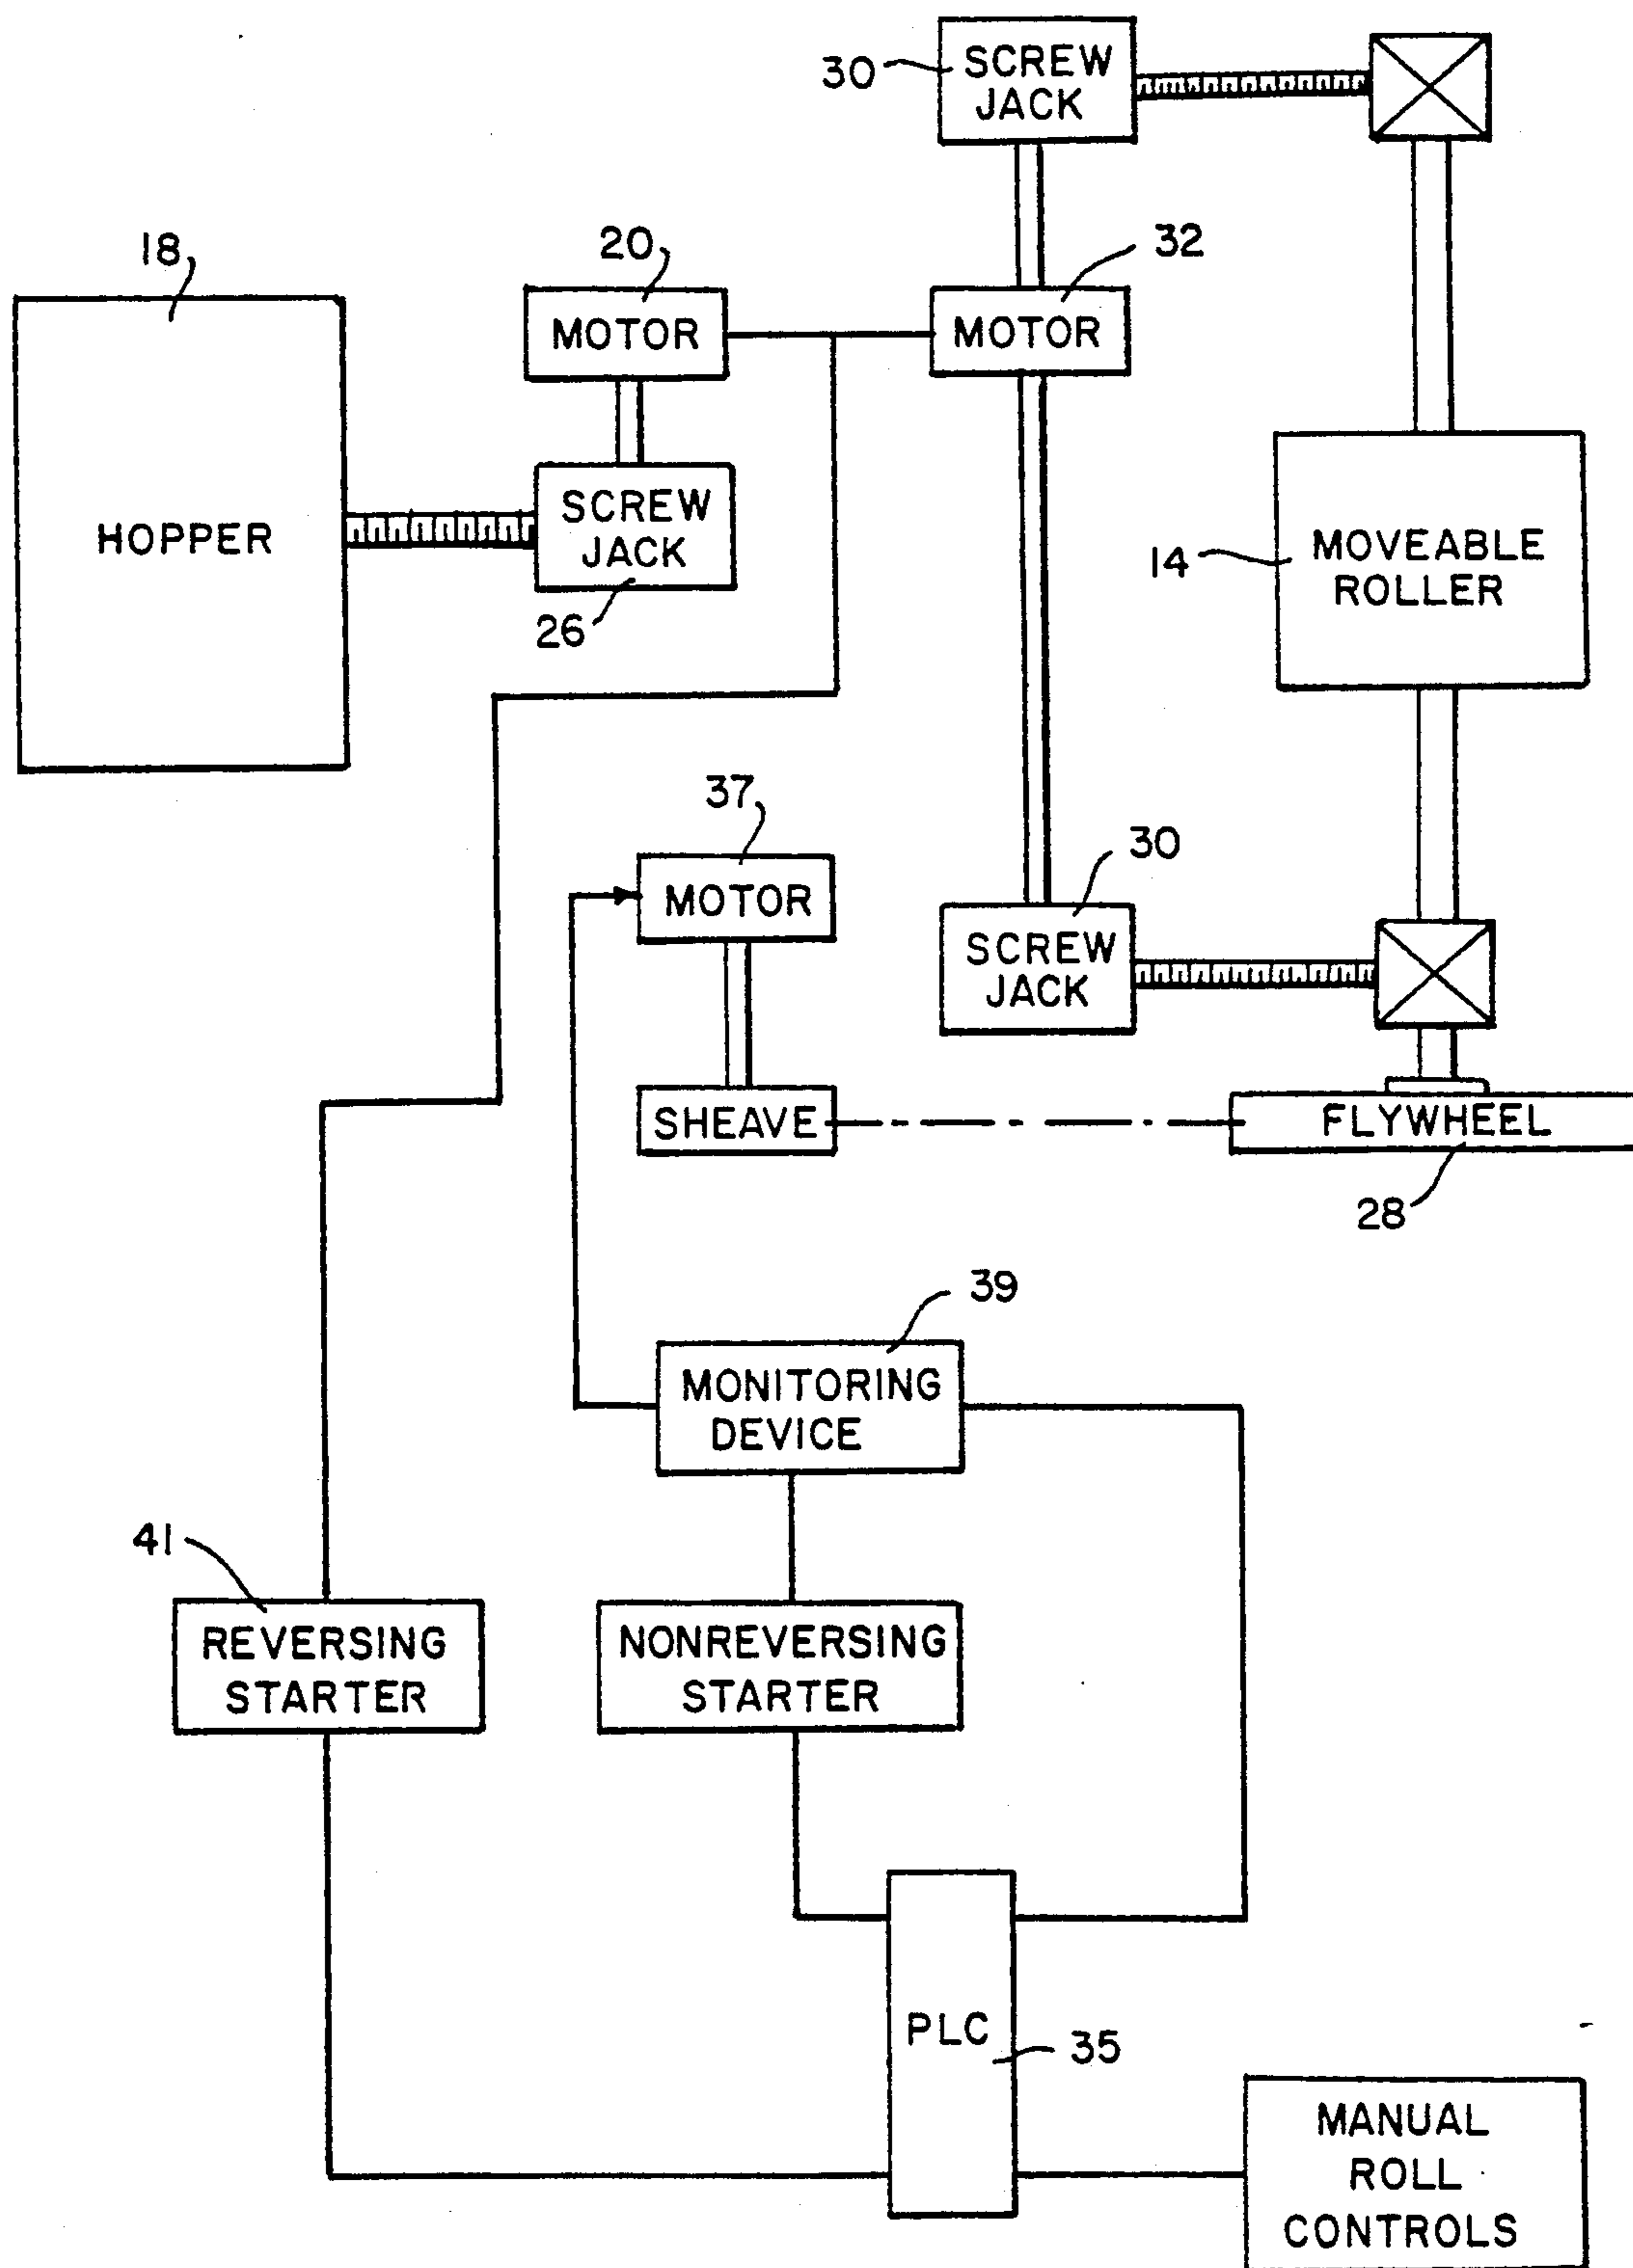 30
SCREW
JACK
18
20
32
MOTOR
MOTOR
HOPPER
SCREW
JACK
26
14
MOVEABLE
ROLLER
37
MOTOR
30
SCREW
JACK
SHEAVE
FLYWHEEL
28
39
MONITORING
DEVICE
41
REVERSING
STARTER
NONREVERSING
STARTER
PLC
35
MANUAL
ROLL
CONTROLS